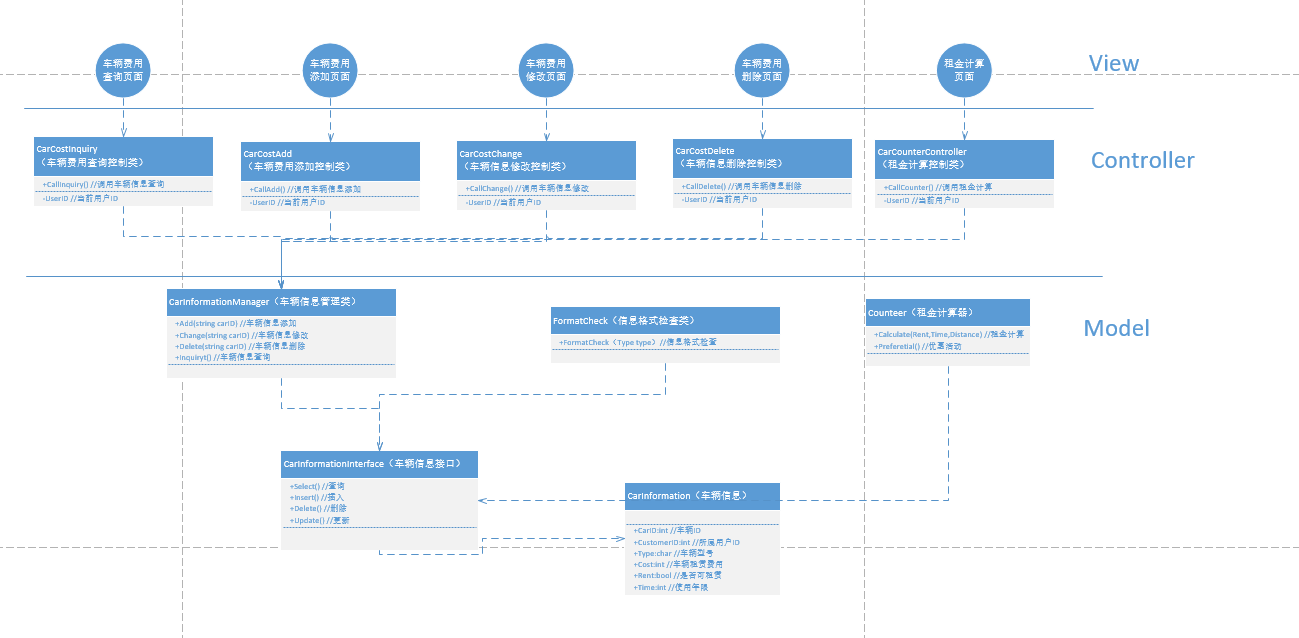 车辆费用
查询页面
车辆费用
添加页面
车辆费用
修改页面
车辆费用
删除页面
租金计算
页面
View
CarCostInquiry
（车辆费用查询控制类）
+CallInquiry() //调用车辆信息查询
-UserID //当前用户ID
CarCostAdd
（车辆费用添加控制类）
+CallAdd() //调用车辆信息添加
-UserID //当前用户ID
CarCostChange
（车辆信息修改控制类）
+CallChange() //调用车辆信息修改
-UserID //当前用户ID
CarCostDelete
（车辆信息删除控制类）
+CallDelete() //调用车辆信息删除
-UserID //当前用户ID
CarCounterController
（租金计算控制类）
+CallCounter() //调用租金计算
-UserID //当前用户ID
Controller
CarInformationManager（车辆信息管理类）
+Add(string carID) //车辆信息添加
+Change(string carID) //车辆信息修改
+Delete(string carID) //车辆信息删除
+Inquiryt() //车辆信息查询
FormatCheck（信息格式检查类）
+FormatCheck（Type type）//信息格式检查
Counteer（租金计算器）
+Calculate(Rent,Time,Distance) //租金计算
+Preferetial() //优惠活动
Model
CarInformationInterface（车辆信息接口）
+Select() //查询
+Insert() //插入
+Delete() //删除
+Update() //更新
CarInformation（车辆信息）
+CarID:int //车辆ID
+CustomerID:int //所属用户ID
+Type:char //车辆型号
+Cost:int //车辆租赁费用
+Rent:bool //是否可租赁
+Time:int //使用年限